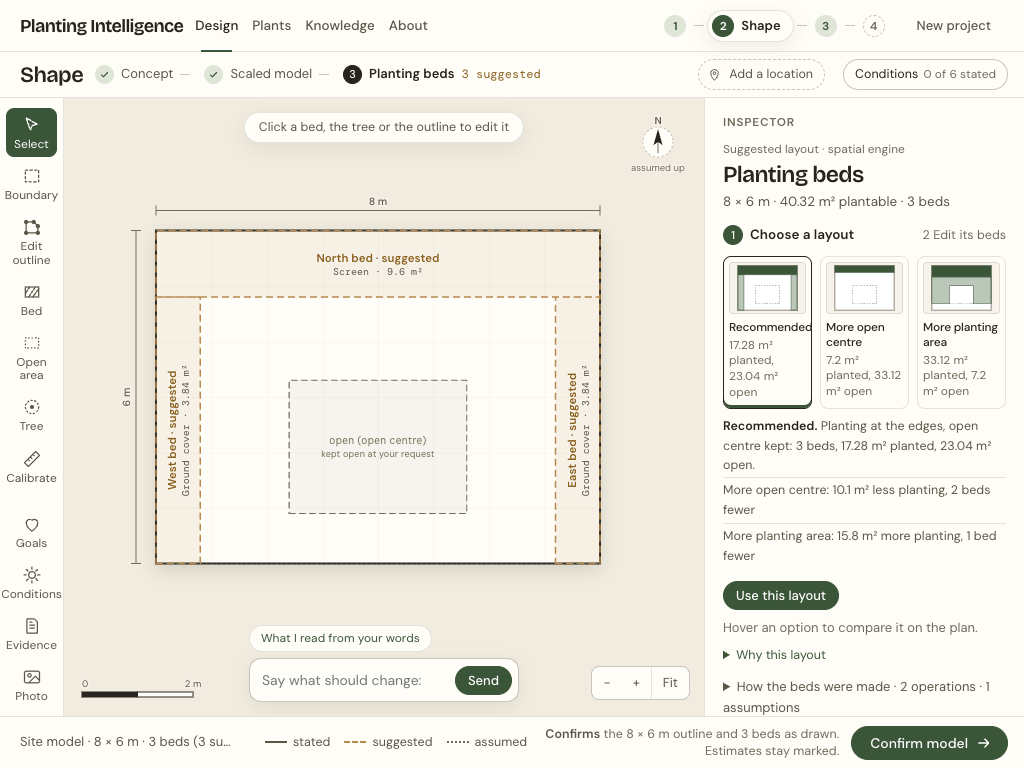 Planting Intelligence
Design Plants Knowledge About
1 2 Shape 3 4 New project
Shape Concept Scaled model 3 Planting beds 3 suggested
Add a location Conditions 0 of 6 stated
Select
Boundary
Edit
outline
Bed
Open
area
Tree
Calibrate
Goals
Conditions
Evidence
Photo
Click a bed, the tree or the outline to edit it
N
assumed up
8 m
6 m
North bed · suggested
Screen · 9.6 m²
West bed · suggested
Ground cover · 3.84 m²
open (open centre)
kept open at your request
East bed · suggested
Ground cover · 3.84 m²
What I read from your words
Say what should change: Send
0 2 m
− + Fit
INSPECTOR
Suggested layout · spatial engine
Planting beds
8 × 6 m · 40.32 m² plantable · 3 beds
1 Choose a layout 2 Edit its beds
Recommended
17.28 m²
planted,
23.04 m²
open
More open
centre
7.2 m²
planted, 33.12
m² open
More planting
area
33.12 m²
planted, 7.2
m² open
Recommended. Planting at the edges, open
centre kept: 3 beds, 17.28 m² planted, 23.04 m²
open.
More open centre: 10.1 m² less planting, 2 beds
fewer
More planting area: 15.8 m² more planting, 1 bed
fewer
Use this layout
Hover an option to compare it on the plan.
Why this layout
How the beds were made · 2 operations · 1
assumptions
Site model · 8 × 6 m · 3 beds (3 su…
stated suggested assumed
Confirms the 8 × 6 m outline and 3 beds as drawn.
Estimates stay marked.
Confirm model →